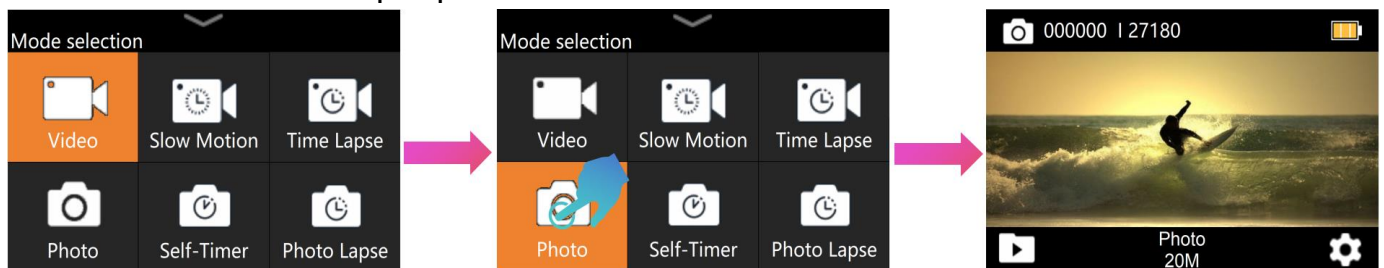 Mode selection
Video Slow Motion Time Lapse
Photo Self-Timer Photo Lapse
Mode selection
Video Slow Motion Time Lapse
Photo Self-Timer Photo Lapse
000000 I 27180
Photo
20M